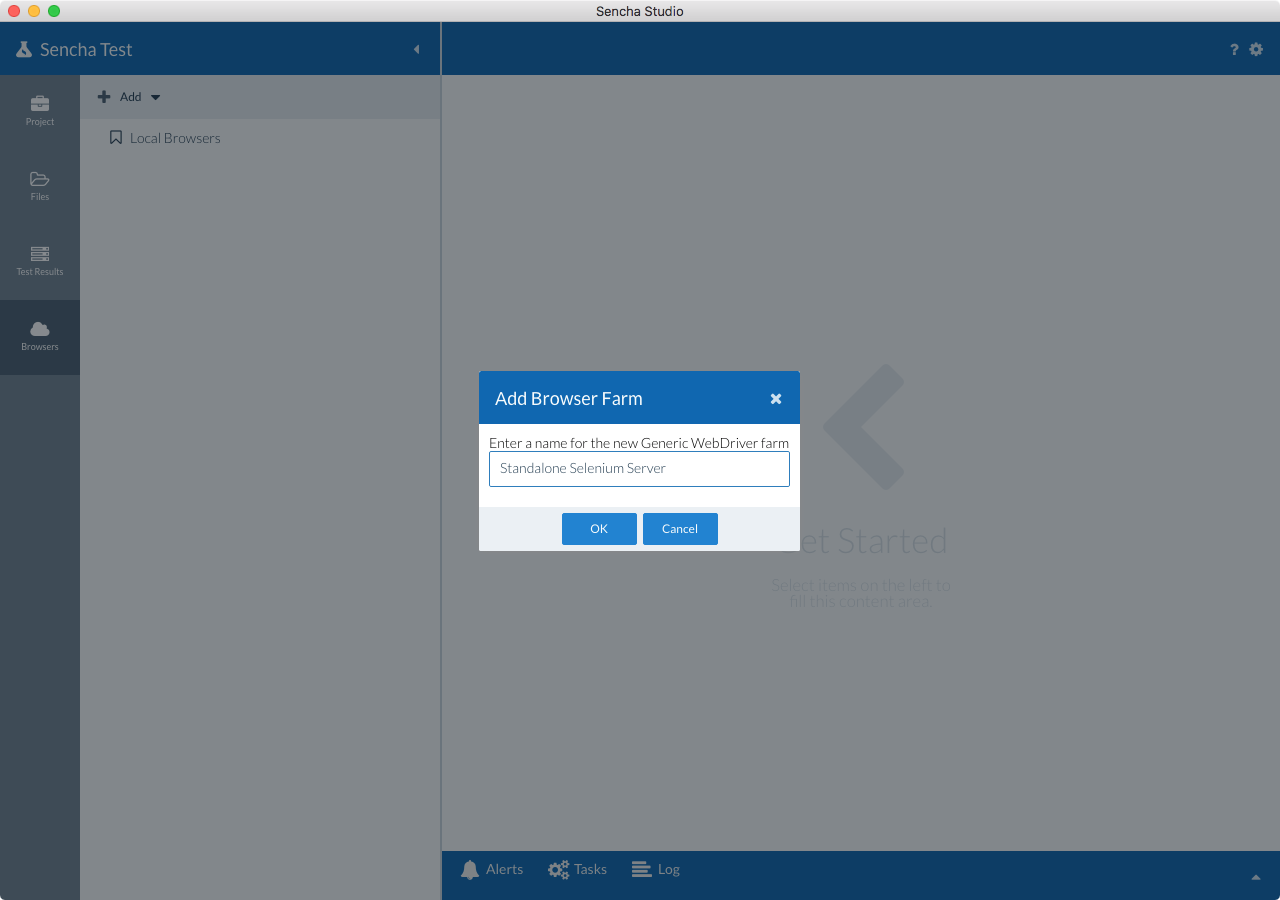 Sencha Studio
Sencha Test
?
Add
Project
Local Browsers
Files
Test Results
Browsers
Add Browser Farm
Enter a name for the new Generic WebDriver farm
Standalone Selenium Server
OK Cancel
et Started
Select items on the left to
fill this content area.
Alerts Tasks Log